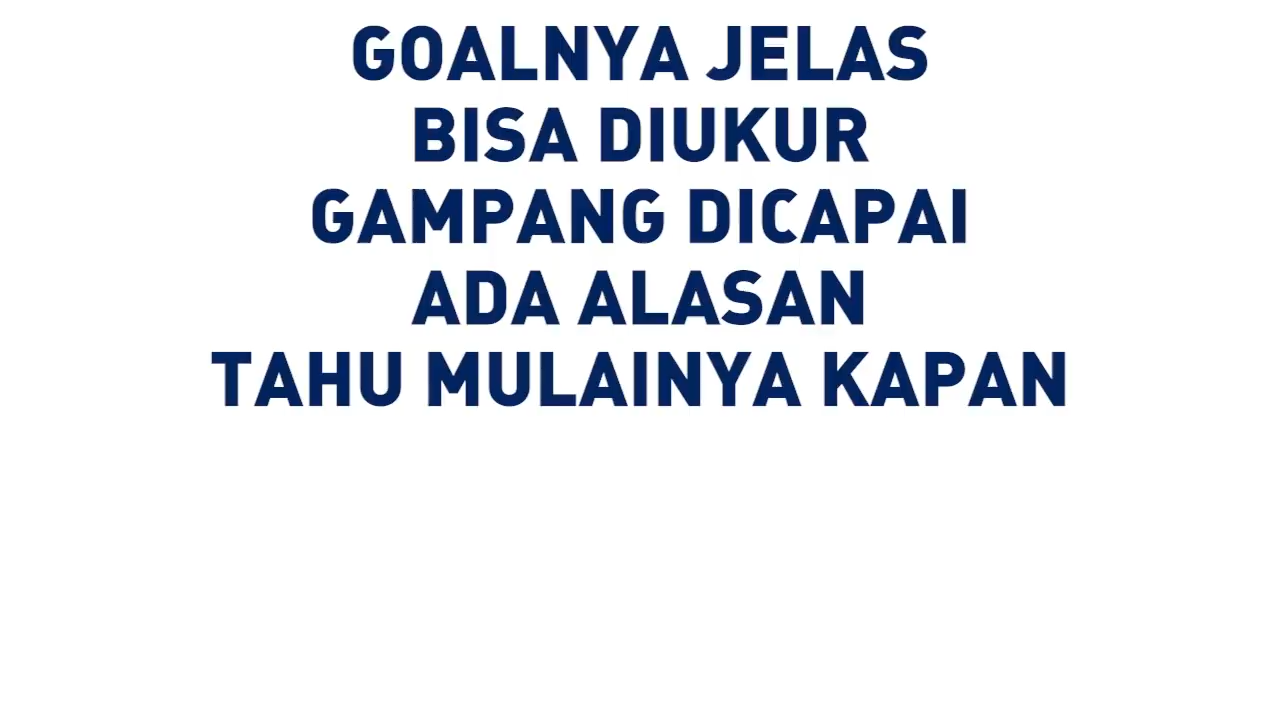 GOALNYA JELAS
BISA DIUKUR
GAMPANG DICAPAI
ADA ALASAN
TAHU MULAINYA KAPAN